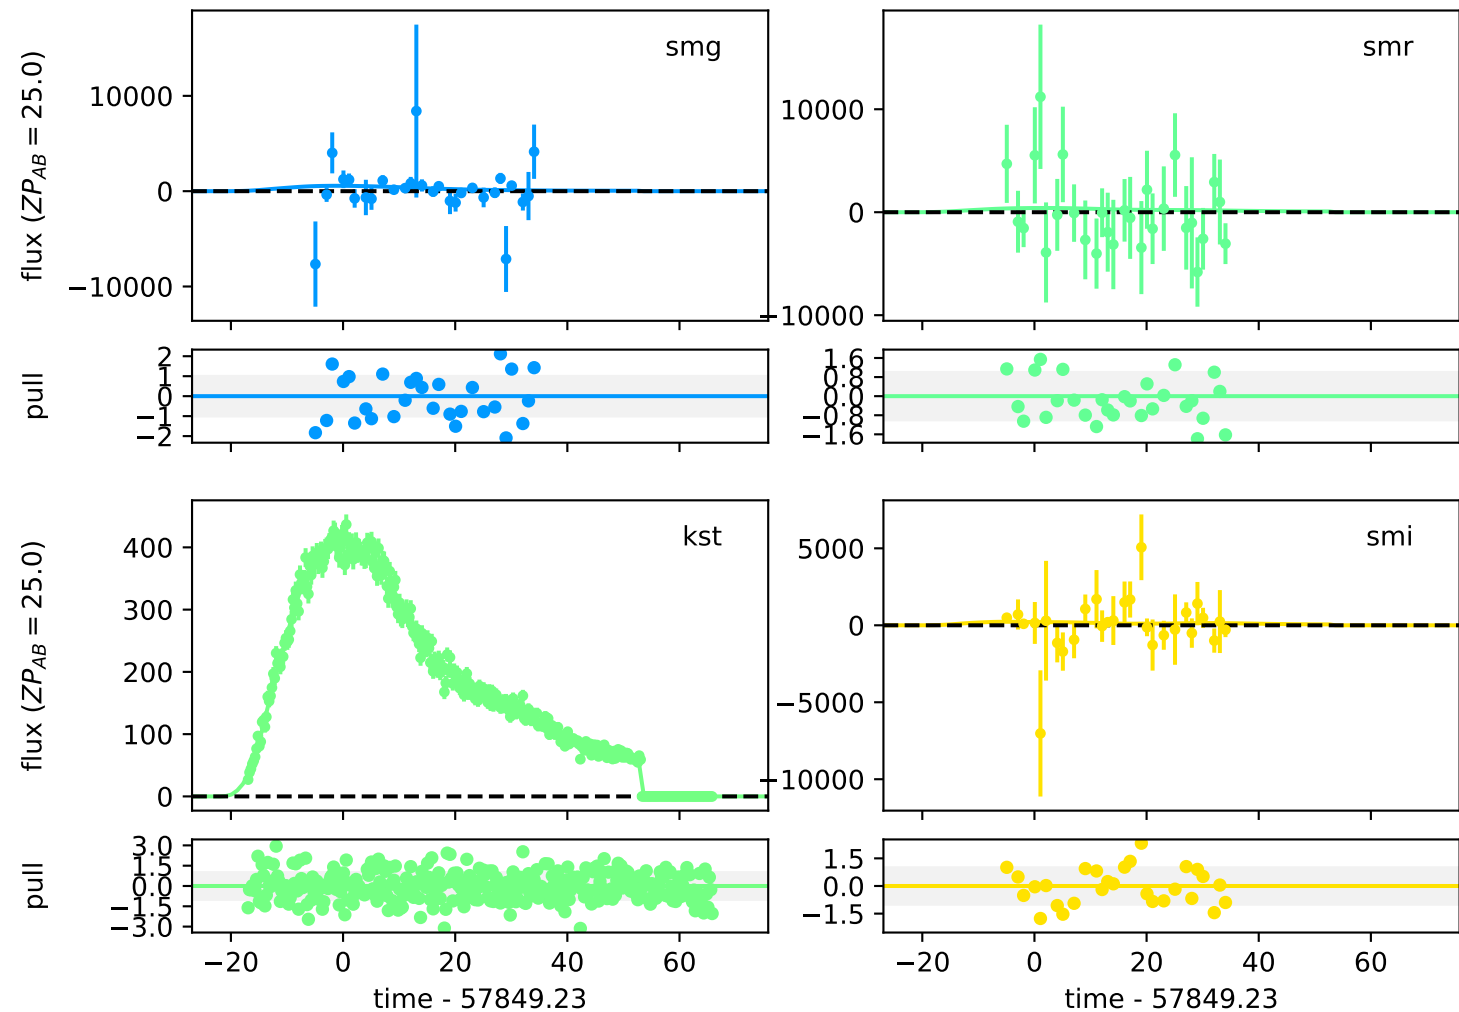 smg
flux (ZP_AB = 25.0)
10000
0
−10000
smr
10000
0
−10000
pull
2
1
0
−1
−2
1.6
0.8
0.0
−0.8
−1.6
kst
flux (ZP_AB = 25.0)
400
300
200
100
0
smi
5000
0
−5000
−10000
pull
3.0
1.5
0.0
−1.5
−3.0
1.5
0.0
−1.5
−20 0 20 40 60
−20 0 20 40 60
time - 57849.23
time - 57849.23